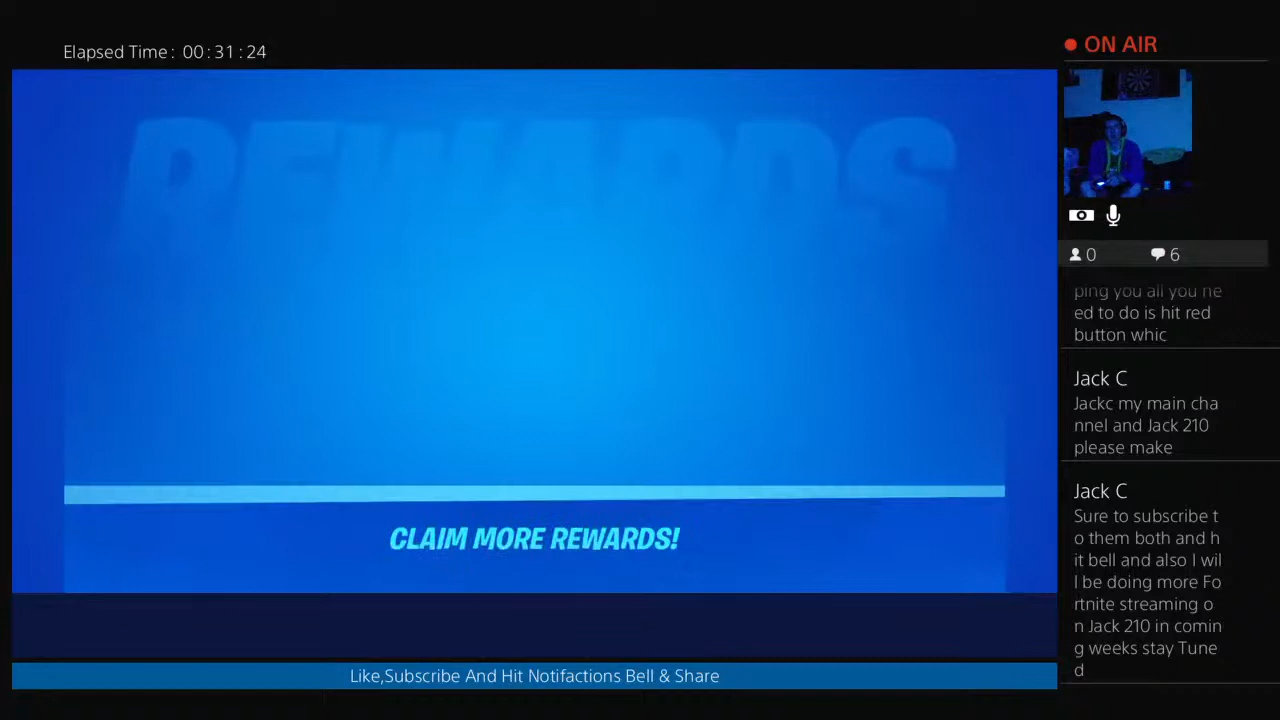 Elapsed Time: 00:31:24
ON AIR
REWARDS
CLAIM MORE REWARDS!
Like,Subscribe And Hit Notifactions Bell & Share
0
6
ping you all you ne
ed to do is hit red
button whic
Jack C
Jackc my main cha
nnel and Jack 210
please make
Jack C
Sure to subscribe t
o them both and h
it bell and also I wil
l be doing more Fo
rtnite streaming o
n Jack 210 in comin
g weeks stay Tune
d